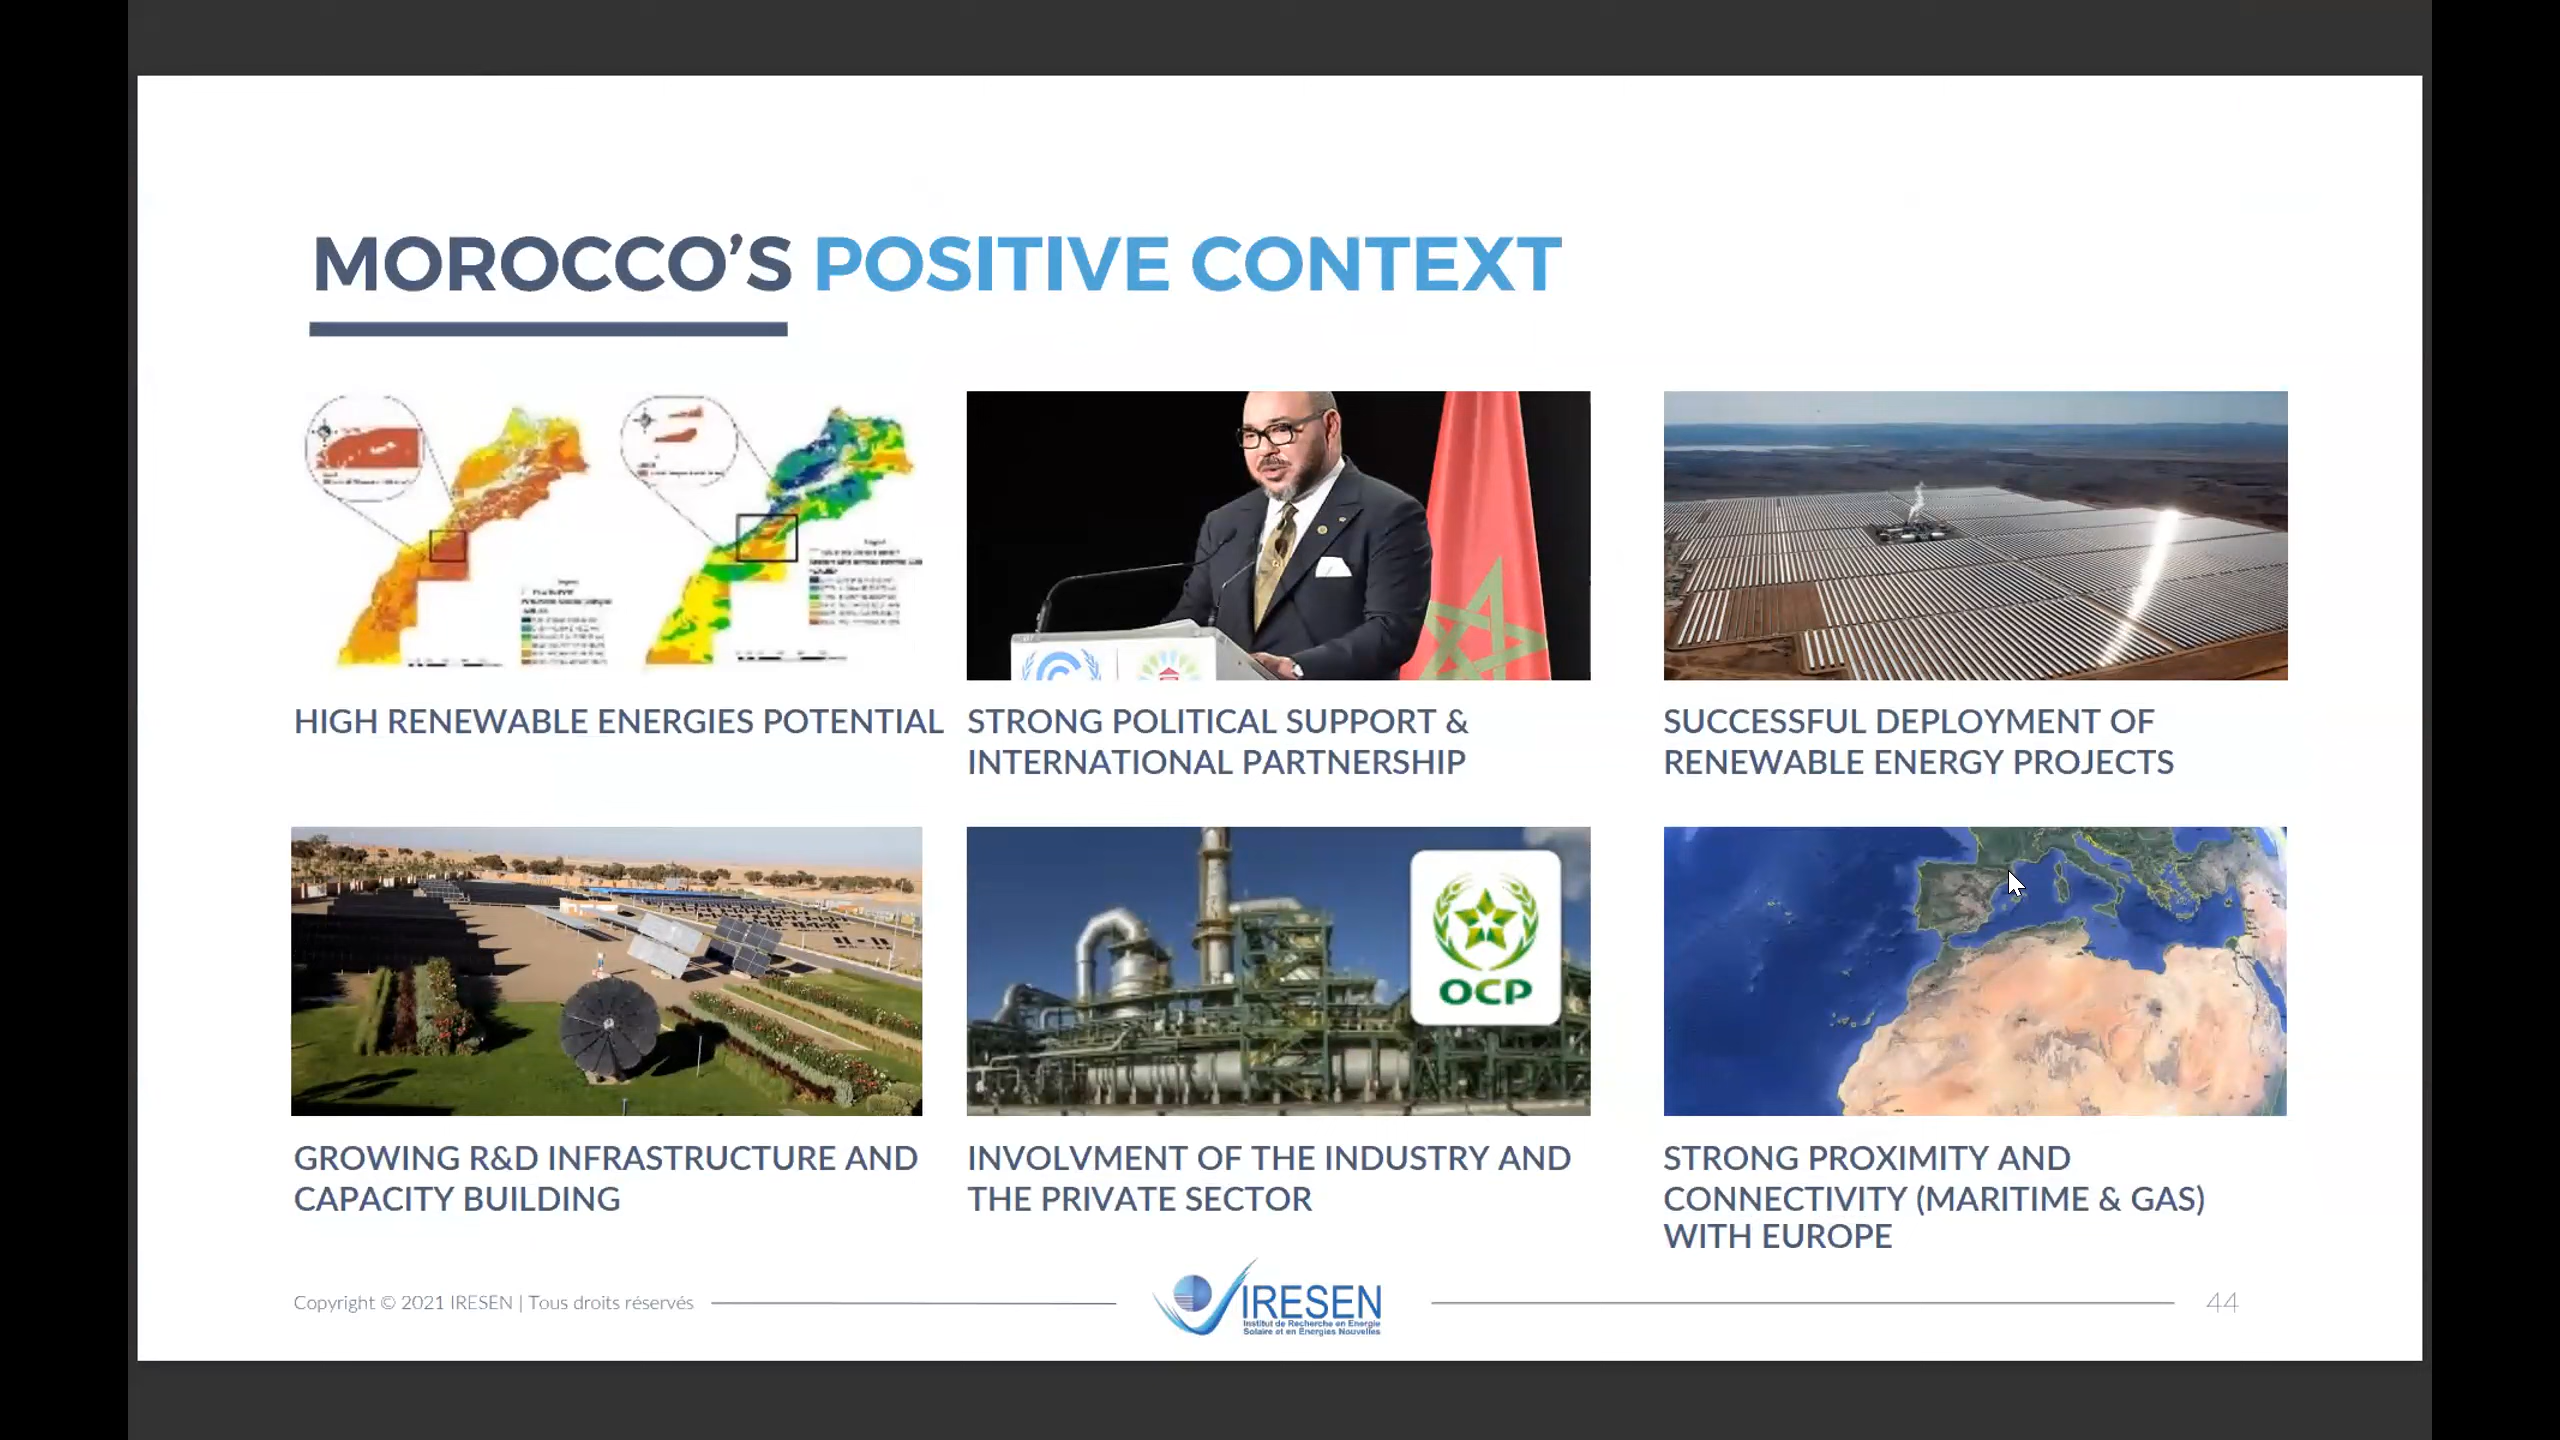 MOROCCO’S POSITIVE CONTEXT
HIGH RENEWABLE ENERGIES POTENTIAL
STRONG POLITICAL SUPPORT &
INTERNATIONAL PARTNERSHIP
SUCCESSFUL DEPLOYMENT OF
RENEWABLE ENERGY PROJECTS
OCP
GROWING R&D INFRASTRUCTURE AND
CAPACITY BUILDING
INVOLVMENT OF THE INDUSTRY AND
THE PRIVATE SECTOR
STRONG PROXIMITY AND
CONNECTIVITY (MARITIME & GAS)
WITH EUROPE
Copyright © 2021 IRESEN | Tous droits réservés
IRESEN
Institut de Recherche en Energie
Solaire et en Energies Nouvelles
44